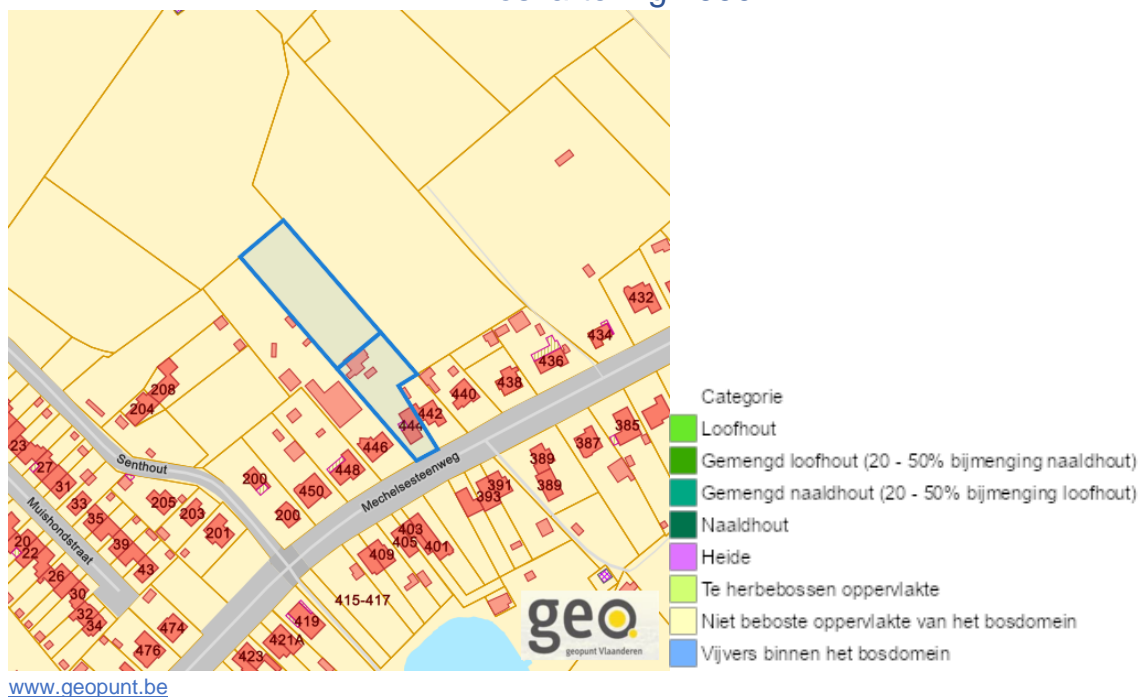 432
434
436
438
440
442
444
446
448
450
200
200
208
204
23
27
31
33
35
39
43
20
22
26
30
32
34
205
203
201
474
476
Senthout
Muishondstraat
Mechelsesteenweg
385
387
389
389
391
393
403
405
401
409
415-417
419
421A
423
geo.
geopunt Vlaanderen
Categorie
Loofhout
Gemengd loofhout (20 - 50% bijmenging naaldhout)
Gemengd naaldhout (20 - 50% bijmenging loofhout)
Naaldhout
Heide
Te herbebossen oppervlakte
Niet beboste oppervlakte van het bosdomein
Vijvers binnen het bosdomein
www.geopunt.be